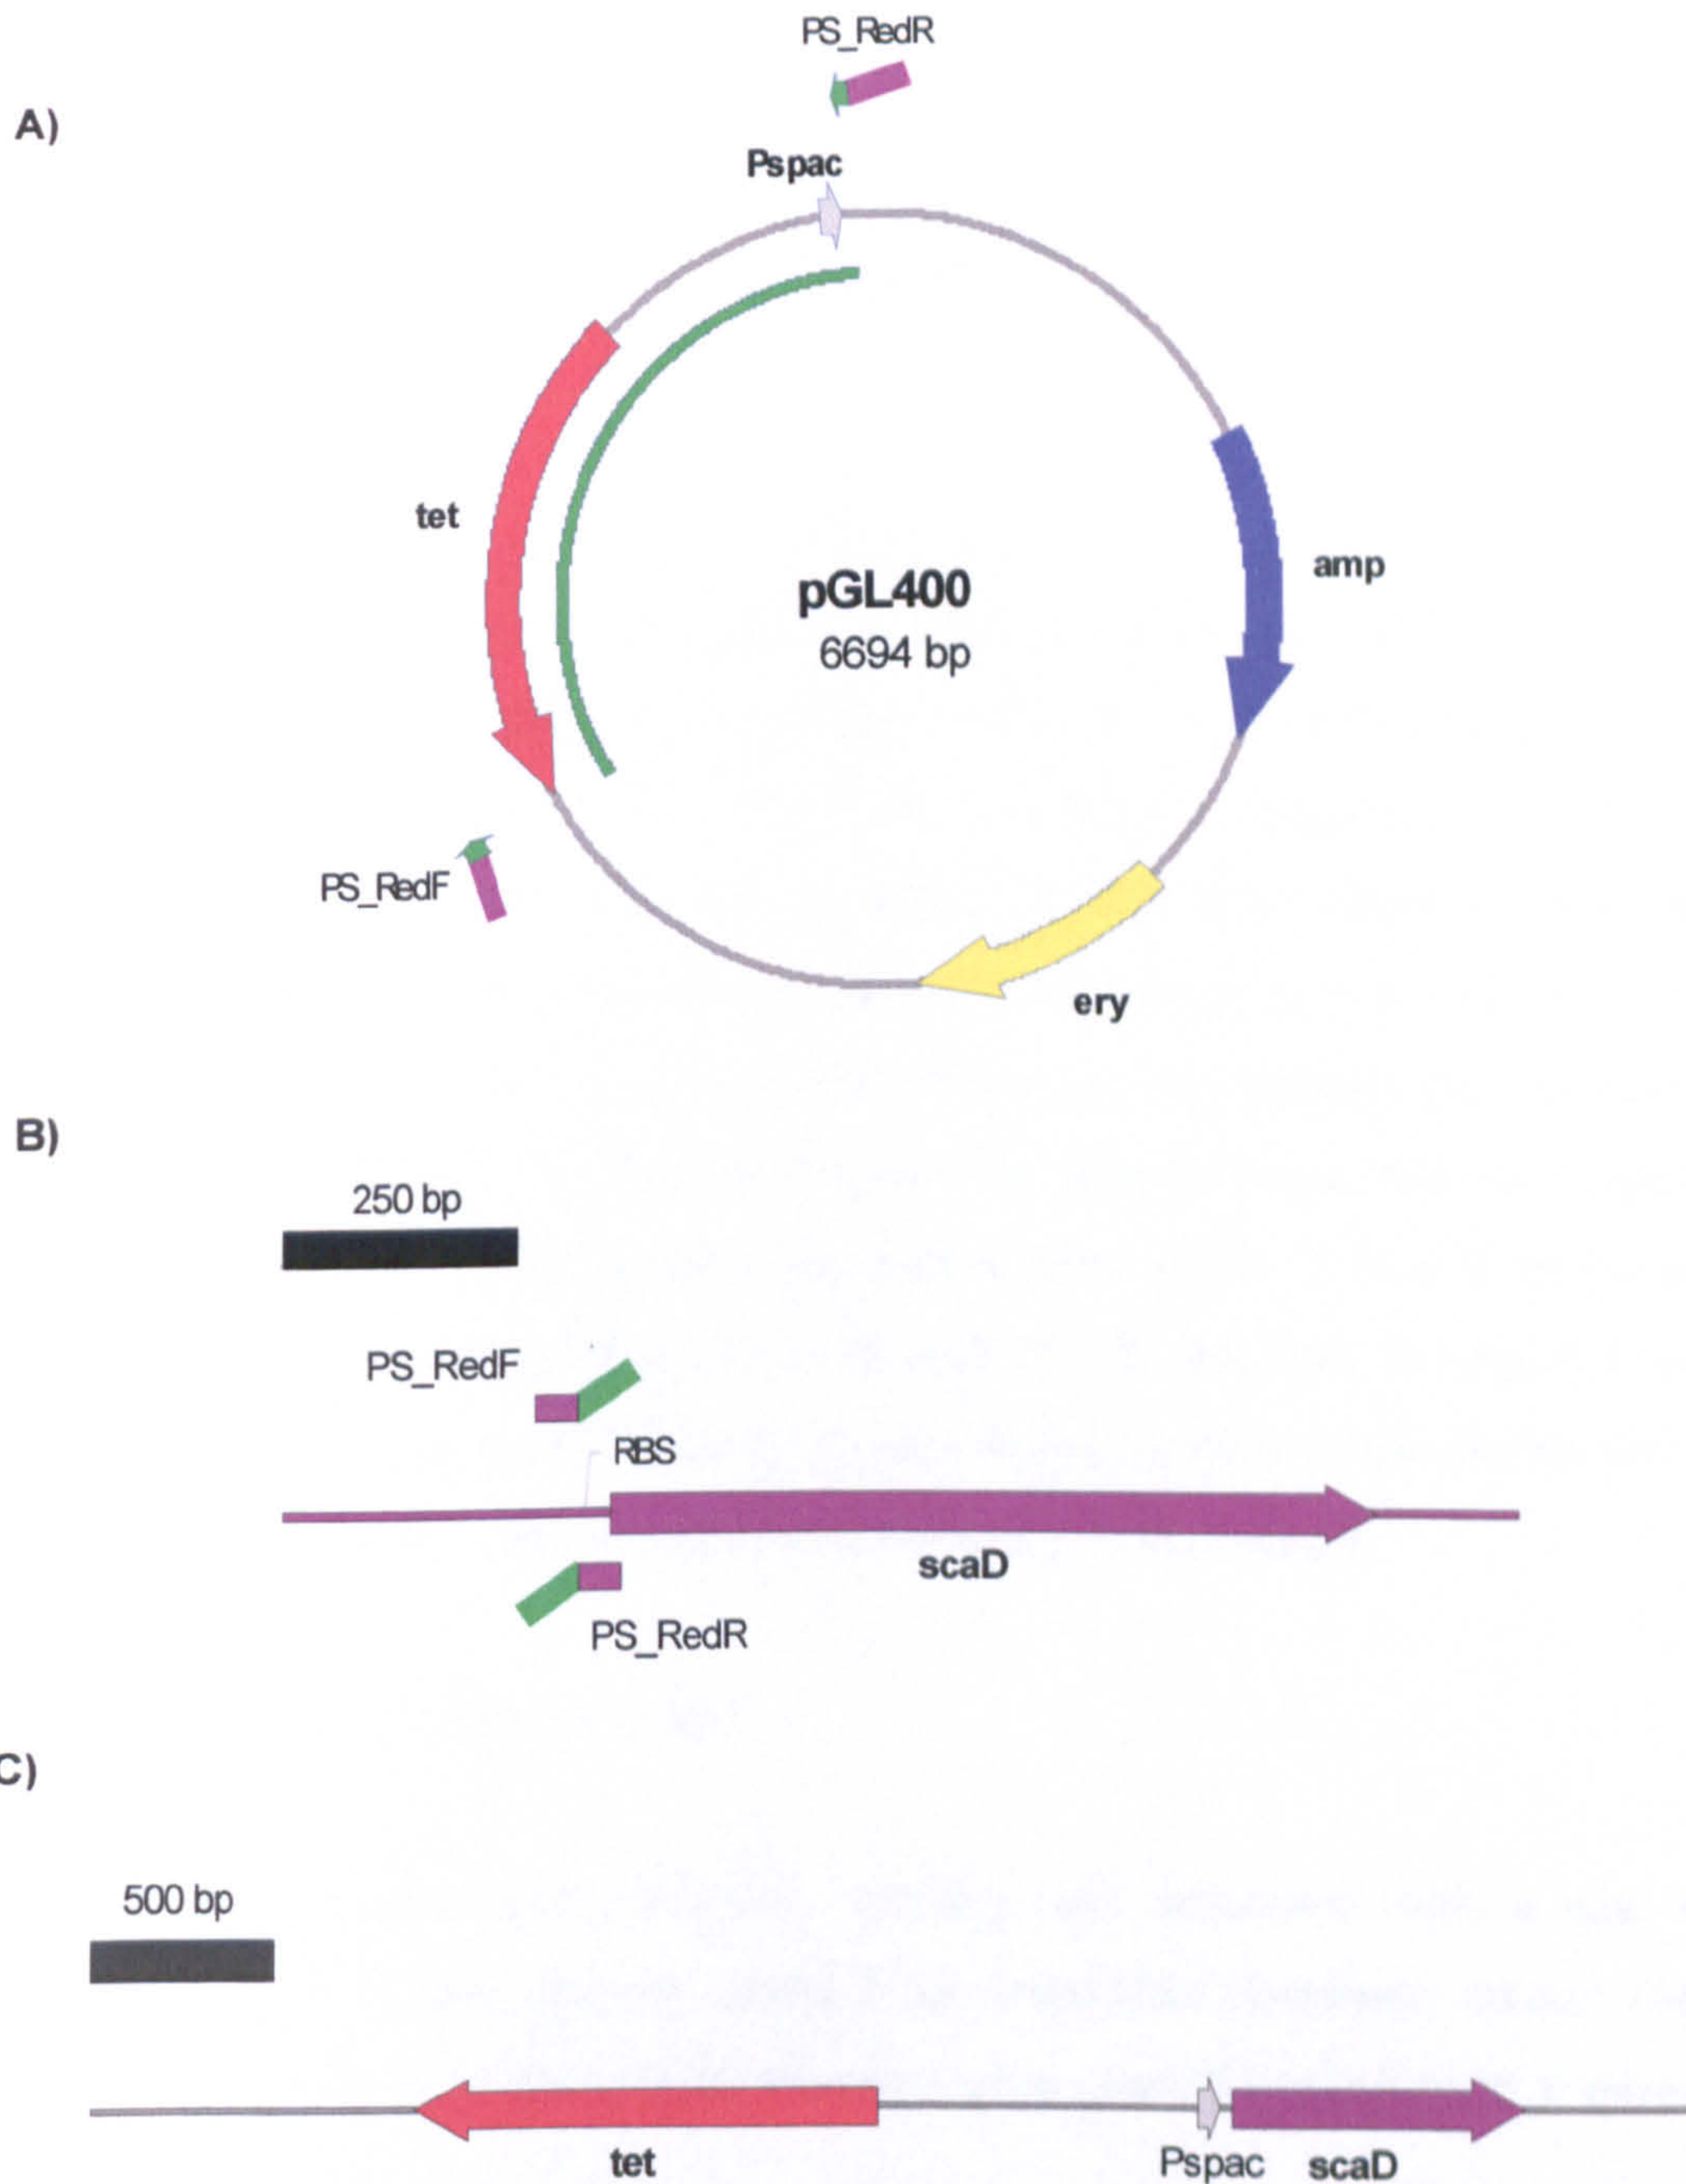 PS_RedR
A)
Pspac
tet
amp
pGL400
6694 bp
PS_RedF
ery
B)
250 bp
PS_RedF
RBS
scaD
PS_RedR
C)
500 bp
tet
Pspac
scaD